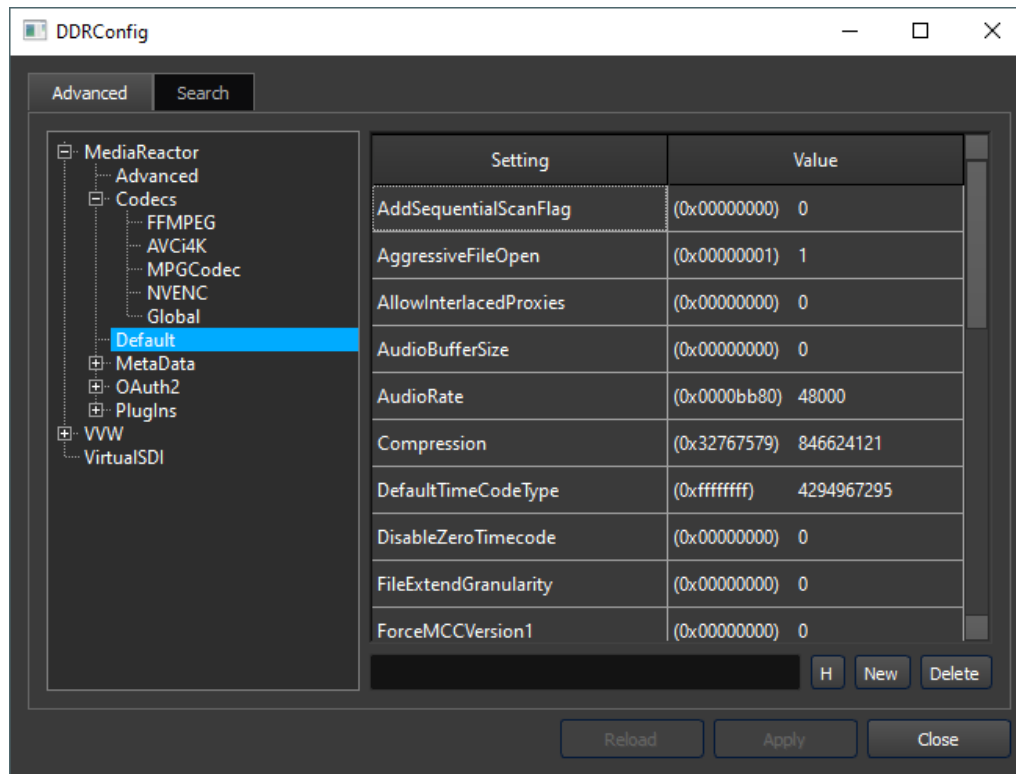 DDRConfig
Advanced Search
MediaReactor
Advanced
Codecs
FFMPEG
AVCi4K
MPGCodec
NVENC
Global
Default
MetaData
OAuth2
PlugIns
VVW
VirtualSDI
Setting Value
AddSequentialScanFlag (0x00000000) 0
AggressiveFileOpen (0x00000001) 1
AllowInterlacedProxies (0x00000000) 0
AudioBufferSize (0x00000000) 0
AudioRate (0x0000bb80) 48000
Compression (0x32767579) 846624121
DefaultTimeCodeType (0xffffffff) 4294967295
DisableZeroTimecode (0x00000000) 0
FileExtendGranularity (0x00000000) 0
ForceMCCVersion1 (0x00000000) 0
H New Delete
Reload Apply Close